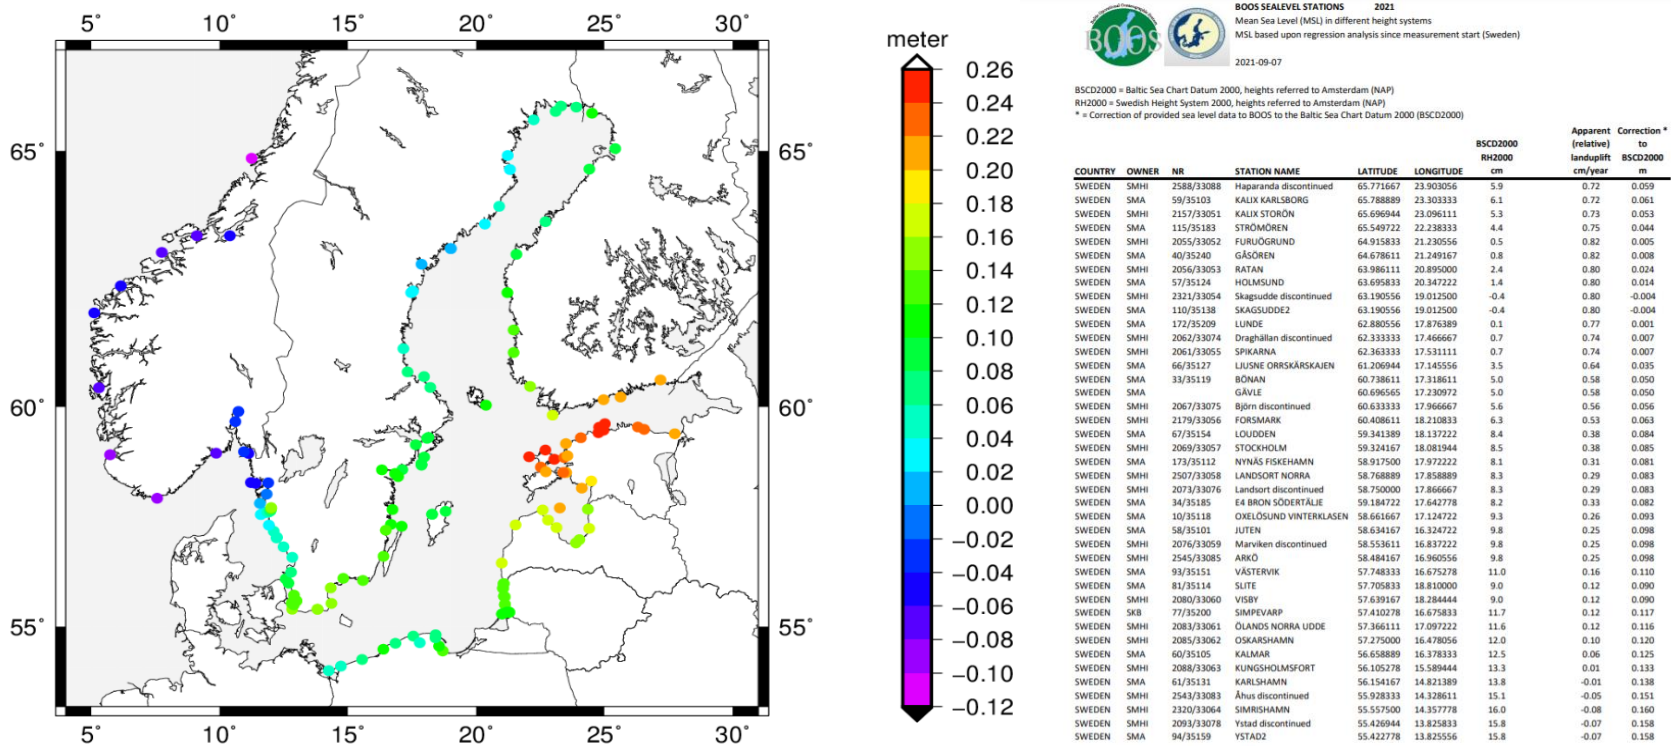 5° 10° 15° 20° 25° 30°
65° 65°
60° 60°
55° 55°
5° 10° 15° 20° 25° 30°
meter
0.26
0.24
0.22
0.20
0.18
0.16
0.14
0.12
0.10
0.08
0.06
0.04
0.02
0.00
−0.02
−0.04
−0.06
−0.08
−0.10
−0.12
BOOS
BOOS SEALEVEL STATIONS 2021
Mean Sea Level (MSL) in different height systems
MSL based upon regression analysis since measurement start (Sweden)
2021-09-07
BSCD2000 = Baltic Sea Chart Datum 2000, heights referred to Amsterdam (NAP)
RH2000 = Swedish Height System 2000, heights referred to Amsterdam (NAP)
* = Correction of provided sea level data to BOOS to the Baltic Sea Chart Datum 2000 (BSCD2000)
Apparent Correction *
BSCD2000 (relative) to
RH2000 landuplift BSCD2000
COUNTRY OWNER NR STATION NAME LATITUDE LONGITUDE cm cm/year m
SWEDEN SMHI 2588/33088 Haparanda discontinued 65.771667 23.903056 5.9 0.72 0.059
SWEDEN SMA 59/35103 KALIX KARLSBORG 65.788889 23.303333 6.1 0.72 0.061
SWEDEN SMHI 2157/33051 KALIX STORÖN 65.696944 23.096111 5.3 0.73 0.053
SWEDEN SMA 115/35183 STRÖMÖREN 65.549722 22.238333 4.4 0.75 0.044
SWEDEN SMHI 2055/33052 FURUÖGRUND 64.915833 21.230556 0.5 0.82 0.005
SWEDEN SMA 40/35240 GÅSÖREN 64.678611 21.249167 0.8 0.82 0.008
SWEDEN SMHI 2056/33053 RATAN 63.986111 20.895000 2.4 0.80 0.024
SWEDEN SMA 57/35124 HOLMSUND 63.695833 20.347222 1.4 0.80 0.014
SWEDEN SMHI 2321/33054 Skagsudde discontinued 63.190556 19.012500 -0.4 0.80 -0.004
SWEDEN SMA 110/35138 SKAGSUDDE2 63.190556 19.012500 -0.4 0.80 -0.004
SWEDEN SMA 172/35209 LUNDE 62.880556 17.876389 0.1 0.77 0.001
SWEDEN SMHI 2062/33074 Draghällan discontinued 62.333333 17.466667 0.7 0.74 0.007
SWEDEN SMHI 2061/33055 SPIKARNA 62.363333 17.531111 0.7 0.74 0.007
SWEDEN SMA 66/35127 LJUSNE ORRSKÄRSKAJEN 61.206944 17.145556 3.5 0.64 0.035
SWEDEN SMA 33/35119 BÖNAN 60.738611 17.318611 5.0 0.58 0.050
SWEDEN SMA GÄVLE 60.696565 17.230972 5.0 0.58 0.050
SWEDEN SMHI 2067/33075 Björn discontinued 60.633333 17.966667 5.6 0.56 0.056
SWEDEN SMHI 2179/33056 FORSMARK 60.408611 18.210833 6.3 0.53 0.063
SWEDEN SMA 67/35154 LOUDDEN 59.341389 18.137222 8.4 0.38 0.084
SWEDEN SMHI 2069/33057 STOCKHOLM 59.324167 18.081944 8.5 0.38 0.085
SWEDEN SMA 173/35112 NYNÄS FISKEHAMN 58.917500 17.972222 8.1 0.31 0.081
SWEDEN SMHI 2507/33058 LANDSORT NORRA 58.768889 17.858889 8.3 0.29 0.083
SWEDEN SMHI 2073/33076 Landsort discontinued 58.750000 17.866667 8.3 0.29 0.083
SWEDEN SMA 34/35185 E4 BRON SÖDERTÄLJE 59.184722 17.642778 8.2 0.33 0.082
SWEDEN SMA 10/35118 OXELÖSUND VINTERKLASEN 58.661667 17.124722 9.3 0.26 0.093
SWEDEN SMA 58/35101 JUTEN 58.634167 16.324722 9.8 0.25 0.098
SWEDEN SMHI 2076/33059 Marviken discontinued 58.553611 16.837222 9.8 0.25 0.098
SWEDEN SMHI 2545/33085 ARKÖ 58.484167 16.960556 9.8 0.25 0.098
SWEDEN SMA 93/35151 VÄSTERVIK 57.748333 16.675278 11.0 0.16 0.110
SWEDEN SMA 81/35114 SLITE 57.705833 18.810000 9.0 0.12 0.090
SWEDEN SMHI 2080/33060 VISBY 57.639167 18.284444 9.0 0.12 0.090
SWEDEN SKB 77/35200 SIMPEVARP 57.410278 16.675833 11.7 0.12 0.117
SWEDEN SMHI 2083/33061 ÖLANDS NORRA UDDE 57.366111 17.097222 11.6 0.12 0.116
SWEDEN SMHI 2085/33062 OSKARSHAMN 57.275000 16.478056 12.0 0.10 0.120
SWEDEN SMA 60/35105 KALMAR 56.658889 16.378333 12.5 0.06 0.125
SWEDEN SMHI 2088/33063 KUNGSHOLMSFORT 56.105278 15.589444 13.3 0.01 0.133
SWEDEN SMA 61/35131 KARLSHAMN 56.154167 14.821389 13.8 -0.01 0.138
SWEDEN SMHI 2543/33083 Åhus discontinued 55.928333 14.328611 15.1 -0.05 0.151
SWEDEN SMHI 2320/33064 SIMRISHAMN 55.557500 14.357778 16.0 -0.08 0.160
SWEDEN SMHI 2093/33078 Ystad discontinued 55.426944 13.825833 15.8 -0.07 0.158
SWEDEN SMA 94/35159 YSTAD2 55.422778 13.825556 15.8 -0.07 0.158